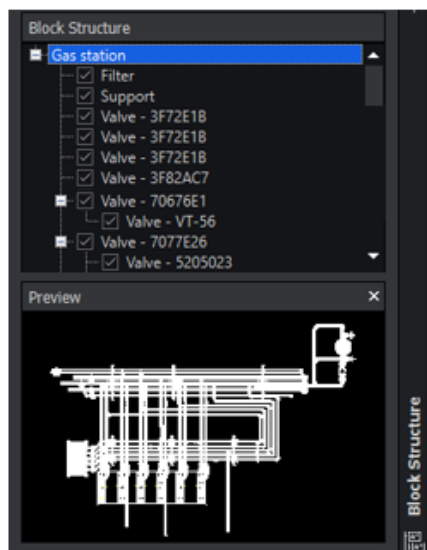 Block Structure
Gas station
Filter
Support
Valve - 3F72E1B
Valve - 3F72E1B
Valve - 3F72E1B
Valve - 3F82AC7
Valve - 70676E1
Valve - VT-56
Valve - 7077E26
Valve - 5205023
Preview
Block Structure